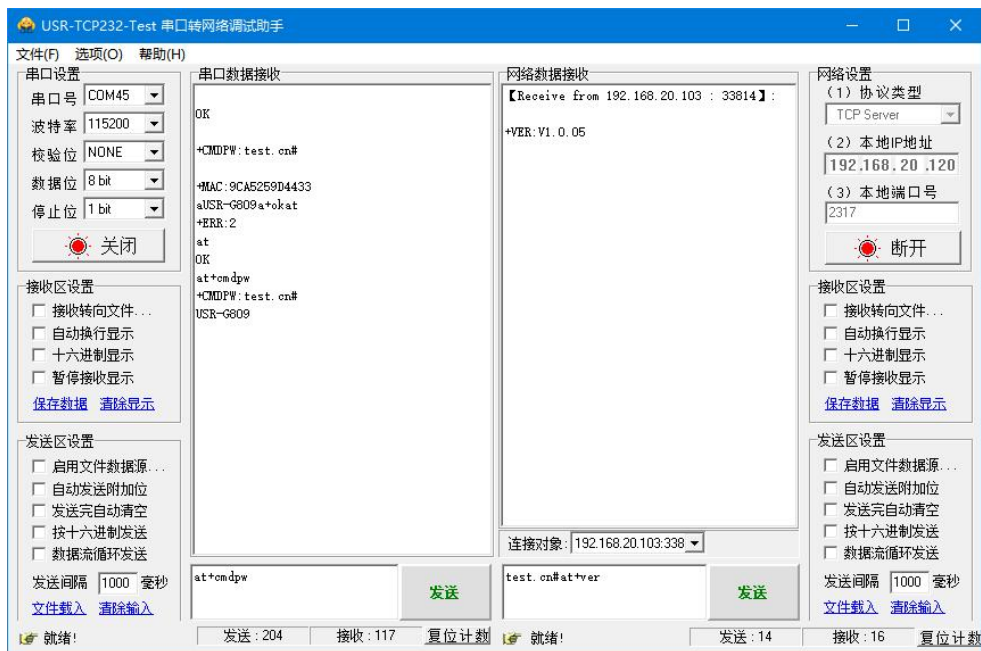 USR-TCP232-Test 串口转网络调试助手
文件(F) 选项(O) 帮助(H)
串口设置
串口号 COM45
波特率 115200
校验位 NONE
数据位 8 bit
停止位 1 bit
关闭
接收区设置
接收转向文件...
自动换行显示
十六进制显示
暂停接收显示
保存数据 清除显示
发送区设置
启用文件数据源...
自动发送附加位
发送完自动清空
按十六进制发送
数据流循环发送
发送间隔 1000 毫秒
文件载入 清除输入
串口数据接收
OK
+CMDPW:test.cn#
+MAC:9CA5259D4433
aUSR-G809a+okat
+ERR:2
at
OK
at+cmdpw
+CMDPW:test.cn#
USR-G809
at+cmdpw
发送
网络数据接收
【Receive from 192.168.20.103 : 33814】:
+VER:V1.0.05
连接对象: 192.168.20.103:338
test.cn#at+ver
发送
网络设置
(1) 协议类型
TCP Server
(2) 本地IP地址
192.168.20.120
(3) 本地端口号
2317
断开
接收区设置
接收转向文件...
自动换行显示
十六进制显示
暂停接收显示
保存数据 清除显示
发送区设置
启用文件数据源...
自动发送附加位
发送完自动清空
按十六进制发送
数据流循环发送
发送间隔 1000 毫秒
文件载入 清除输入
就绪! 发送:204 接收:117 复位计数
就绪! 发送:14 接收:16 复位计数